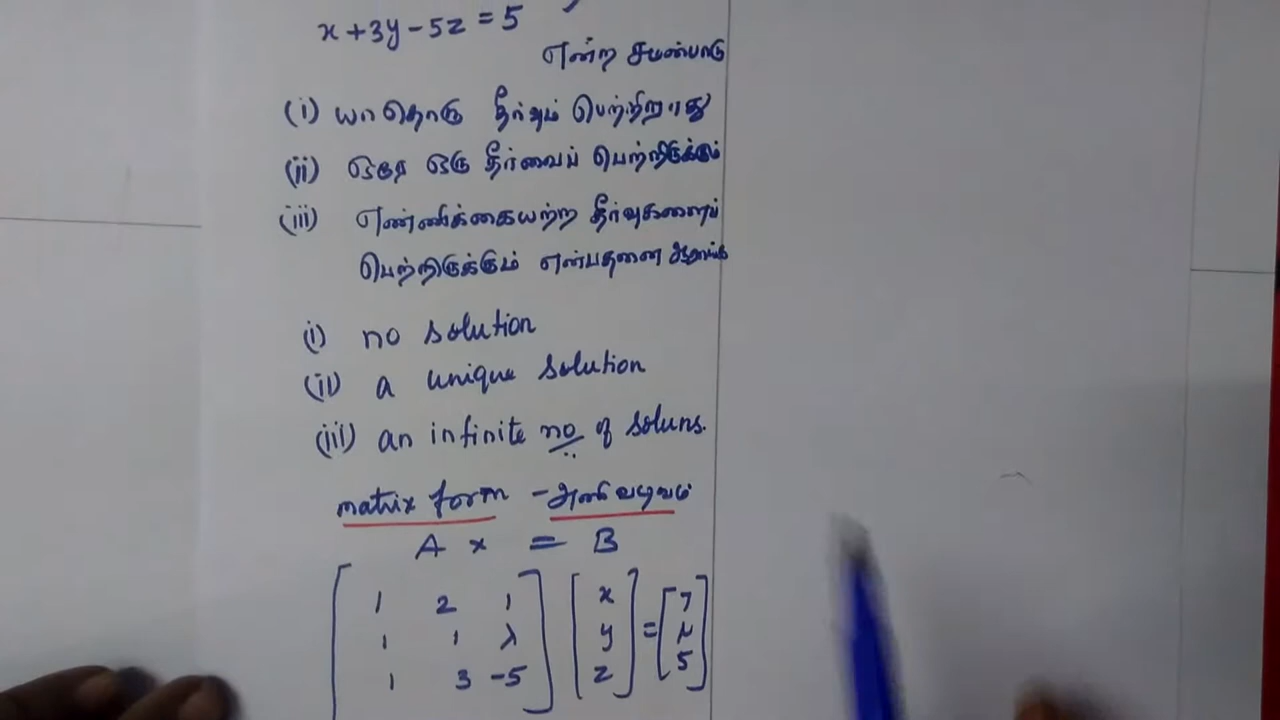 x + 3y - 5z = 5
என்ற சமன்பாடு
(i) யாதொரு தீர்வும் பெற்றிராது
(ii) ஒரே ஒரு தீர்வைப் பெற்றிருக்கும்
(iii) எண்ணிக்கையற்ற தீர்வுகளைப்
பெற்றிருக்கும் என்பதனை ஆராய்க
(i) no solution
(ii) a unique solution
(iii) an infinite no of soluns.
matrix form - அணி வடிவம்
A x = B
[ 1 2 1 ] [ x ] = [ 7 ]
1 1 λ y μ
1 3 -5 z 5